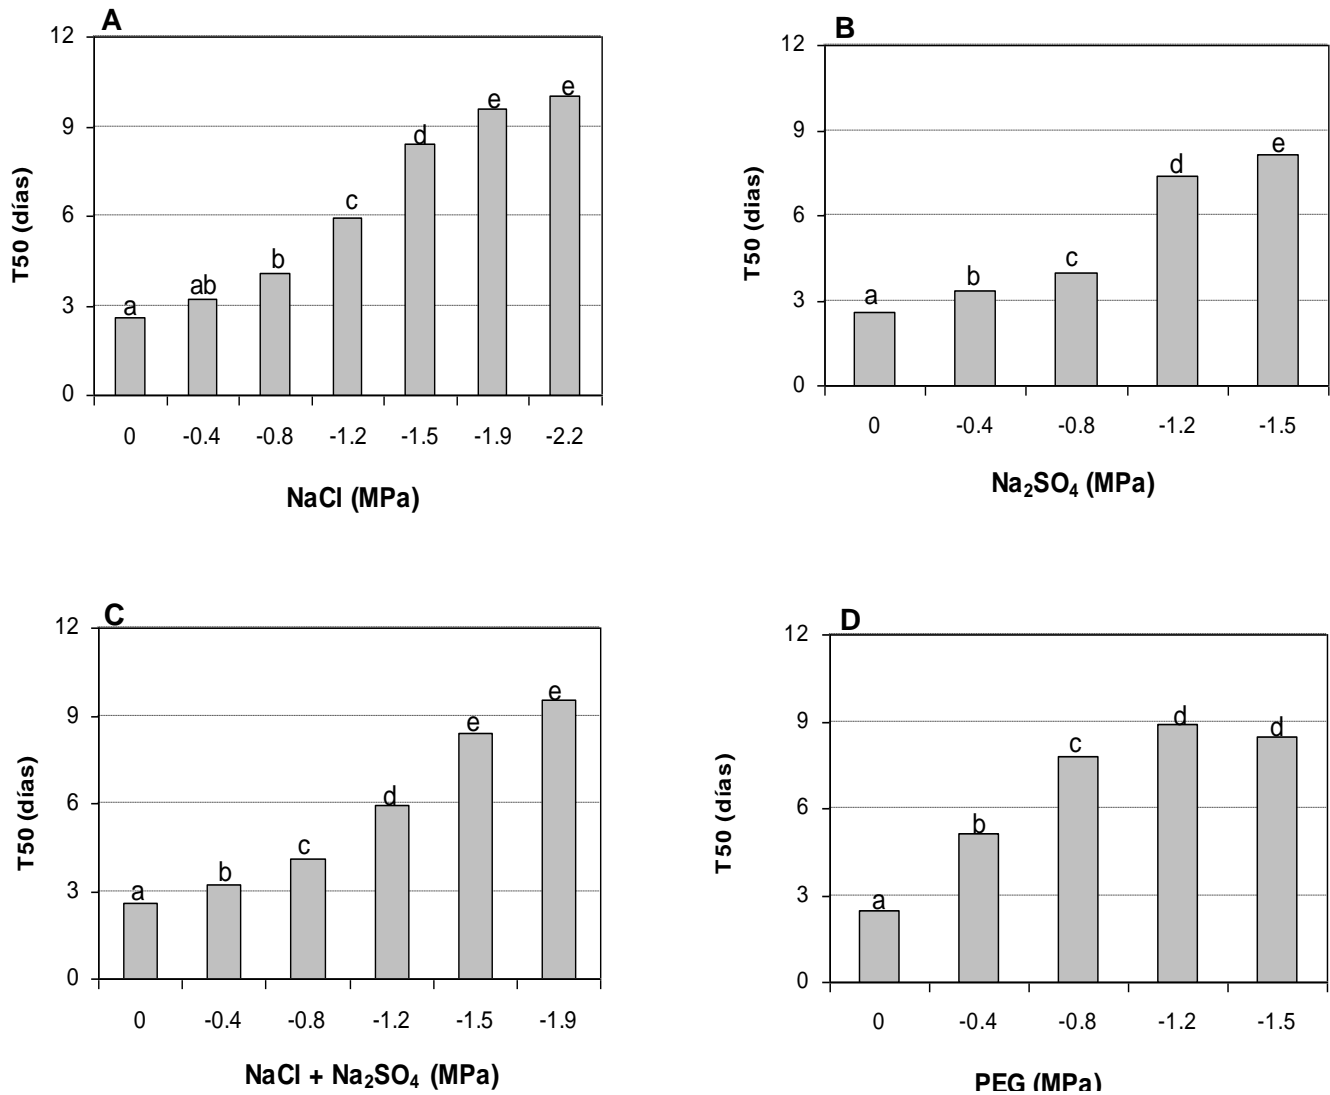 A
12
9
6
3
0
T50 (días)
a
ab
b
c
d
e
e
0 -0.4 -0.8 -1.2 -1.5 -1.9 -2.2
NaCl (MPa)
B
12
9
6
3
0
T50 (dias)
a
b
c
d
e
0 -0.4 -0.8 -1.2 -1.5
Na₂SO₄ (MPa)
C
12
9
6
3
0
T50 (días)
a
b
c
d
e
e
0 -0.4 -0.8 -1.2 -1.5 -1.9
NaCl + Na₂SO₄ (MPa)
D
12
9
6
3
0
T50 (días)
a
b
c
d
d
0 -0.4 -0.8 -1.2 -1.5
PEG (MPa)